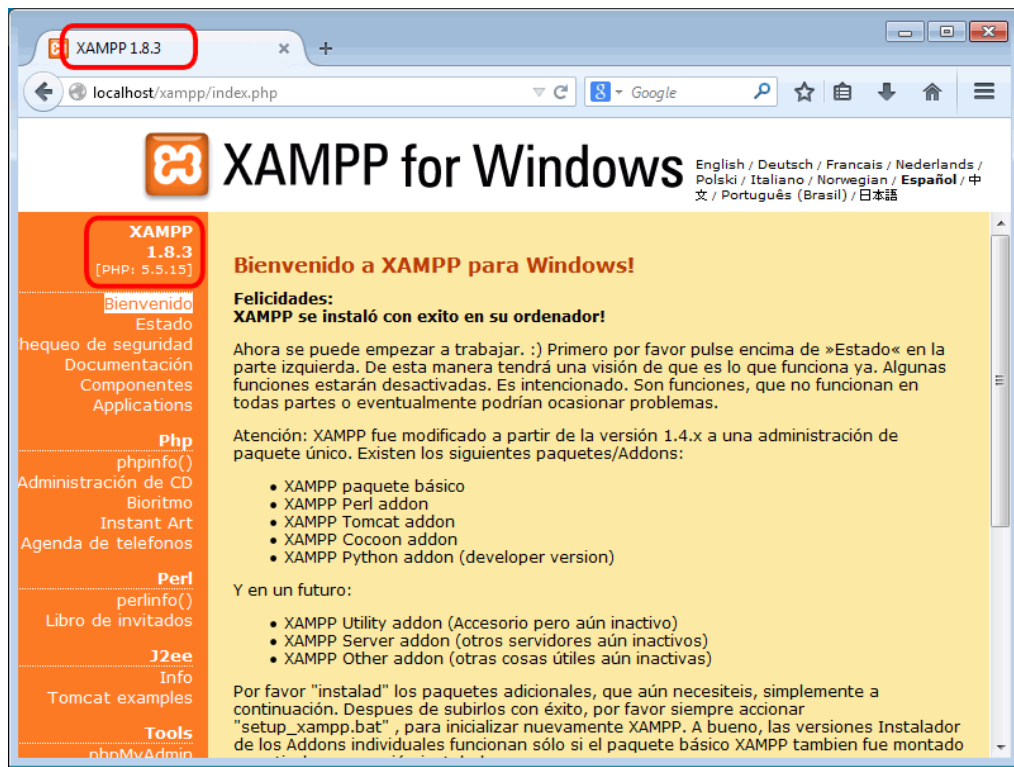 XAMPP 1.8.3
localhost/xampp/index.php
Google
XAMPP for Windows
English / Deutsch / Francais / Nederlands /
Polski / Italiano / Norwegian / Español / 中
文 / Português (Brasil) / 日本語
XAMPP
1.8.3
[PHP: 5.5.15]
Bienvenido
Estado
hequeo de seguridad
Documentación
Componentes
Applications
Php
phpinfo()
Administración de CD
Bioritmo
Instant Art
Agenda de telefonos
Perl
perlinfo()
Libro de invitados
J2ee
Info
Tomcat examples
Tools
phpMyAdmin
Bienvenido a XAMPP para Windows!
Felicidades:
XAMPP se instaló con exito en su ordenador!
Ahora se puede empezar a trabajar. :) Primero por favor pulse encima de »Estado« en la
parte izquierda. De esta manera tendrá una visión de que es lo que funciona ya. Algunas
funciones estarán desactivadas. Es intencionado. Son funciones, que no funcionan en
todas partes o eventualmente podrían ocasionar problemas.
Atención: XAMPP fue modificado a partir de la versión 1.4.x a una administración de
paquete único. Existen los siguientes paquetes/Addons:
• XAMPP paquete básico
• XAMPP Perl addon
• XAMPP Tomcat addon
• XAMPP Cocoon addon
• XAMPP Python addon (developer version)
Y en un futuro:
• XAMPP Utility addon (Accesorio pero aún inactivo)
• XAMPP Server addon (otros servidores aún inactivos)
• XAMPP Other addon (otras cosas útiles aún inactivas)
Por favor "instalad" los paquetes adicionales, que aún necesiteis, simplemente a
continuación. Despues de subirlos con éxito, por favor siempre accionar
"setup_xampp.bat" , para inicializar nuevamente XAMPP. A bueno, las versiones Instalador
de los Addons individuales funcionan sólo si el paquete básico XAMPP tambien fue montado